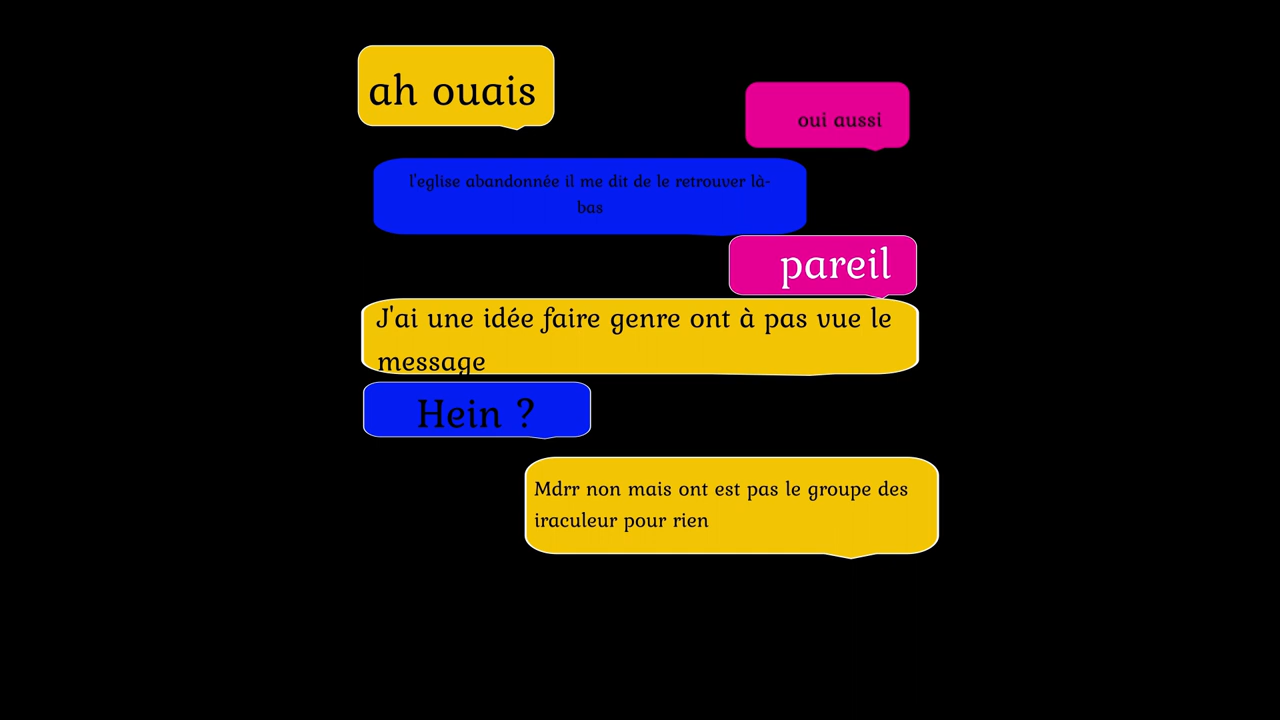 ah ouais
oui aussi
l'eglise abandonnée il me dit de le retrouver là-
bas
pareil
J'ai une idée faire genre ont à pas vue le
message
Hein ?
Mdrr non mais ont est pas le groupe des
iraculeur pour rien